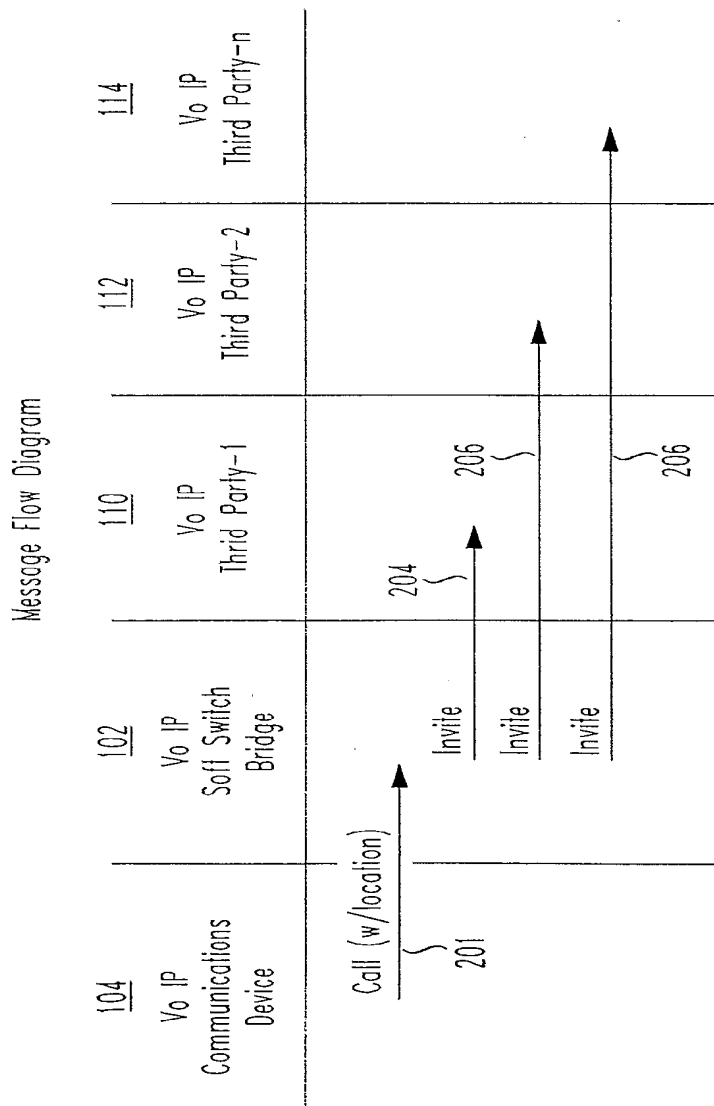 Message Flow Diagram
104
Vo IP
Communications
Device
102
Vo IP
Soft Switch
Bridge
110
Vo IP
Thrid Party-1
112
Vo IP
Third Party-2
114
Vo IP
Third Party-n
Call (w/location)
201
Invite
204
Invite
206
Invite
206